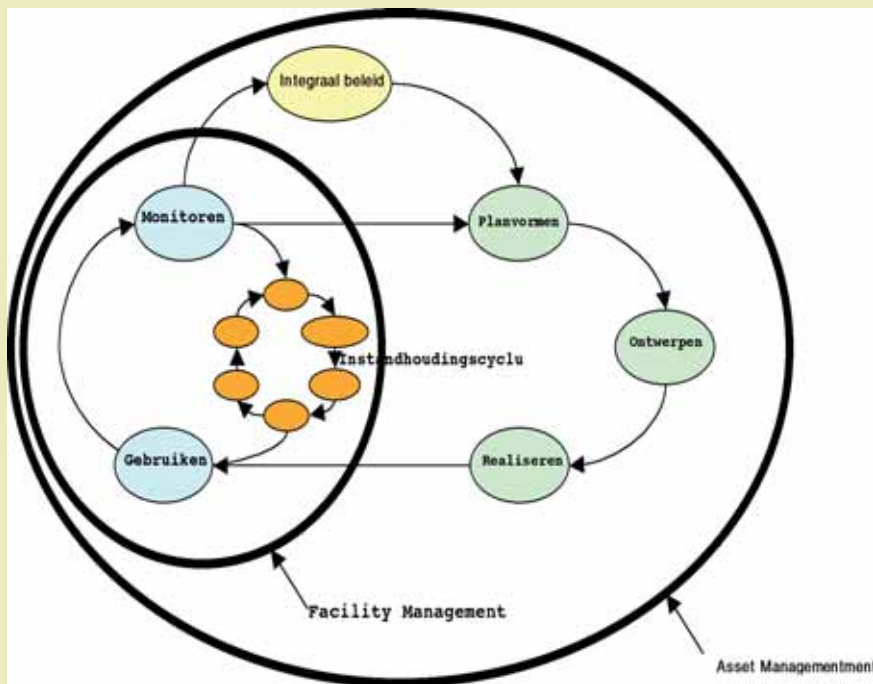 Integraal beleid
Monitoren
Planvormen
Instandhoudingscyclu
Ontwerpen
Gebruiken
Realiseren
Facility Management
Asset Managementment